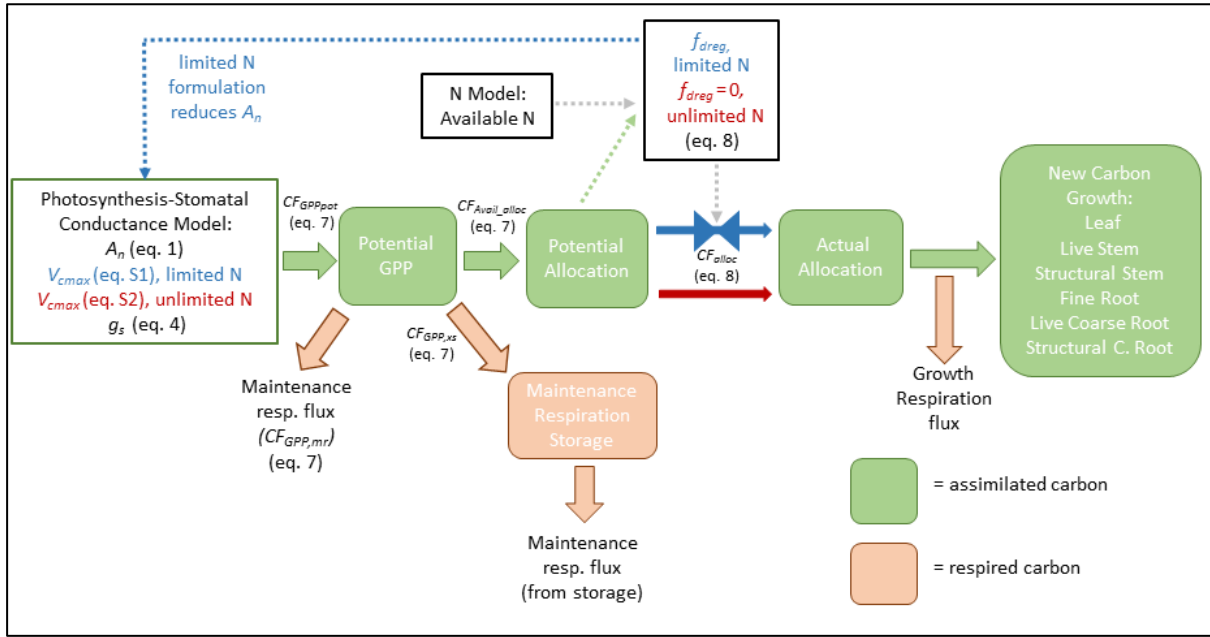 limited N
formulation
reduces An
N Model:
Available N
fdreg,
limited N
fdreg = 0,
unlimited N
(eq. 8)
Photosynthesis-Stomatal
Conductance Model:
An (eq. 1)
Vcmax (eq. S1), limited N
Vcmax (eq. S2), unlimited N
gs (eq. 4)
CFGPPpot
(eq. 7)
Potential
GPP
CFAvail_alloc
(eq. 7)
Potential
Allocation
CFalloc
(eq. 8)
Actual
Allocation
New Carbon
Growth:
Leaf
Live Stem
Structural Stem
Fine Root
Live Coarse Root
Structural C. Root
CFGPP,xs
(eq. 7)
Maintenance
resp. flux
(CFGPP,mr)
(eq. 7)
Maintenance
Respiration
Storage
Maintenance
resp. flux
(from storage)
Growth
Respiration
flux
= assimilated carbon
= respired carbon